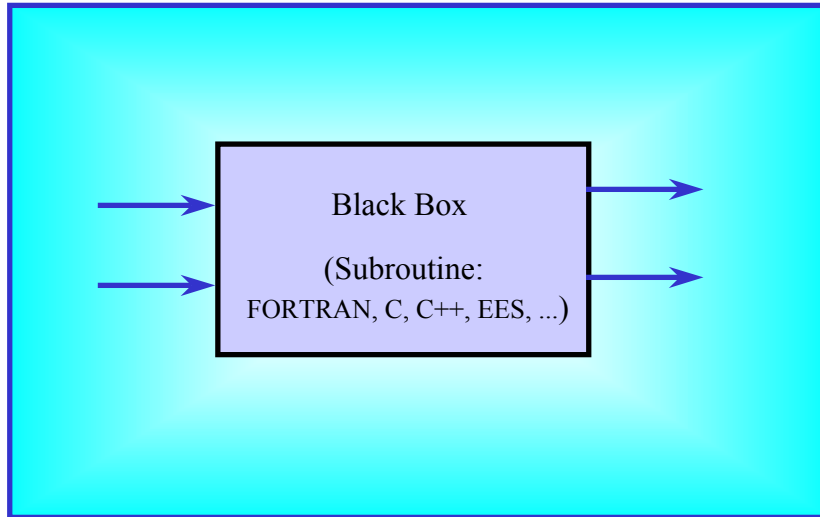 Black Box
(Subroutine:
FORTRAN, C, C++, EES, ...)